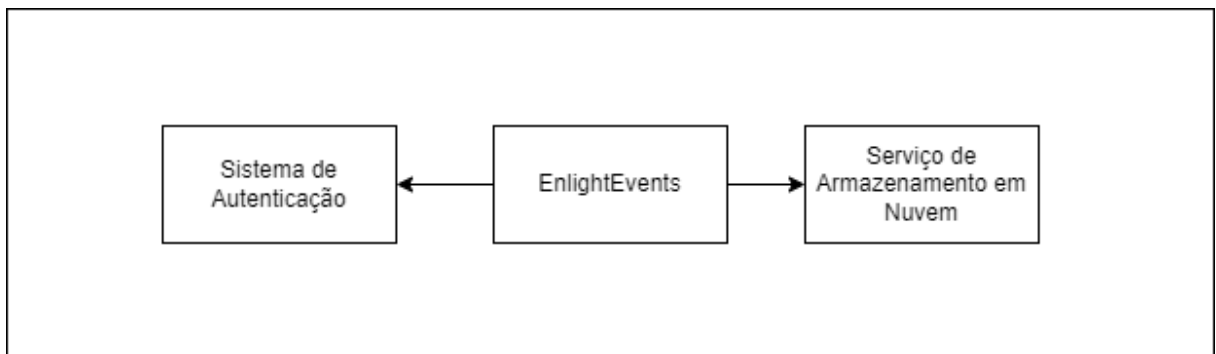 Sistema de
Autenticação
EnlightEvents
Serviço de
Armazenamento em
Nuvem